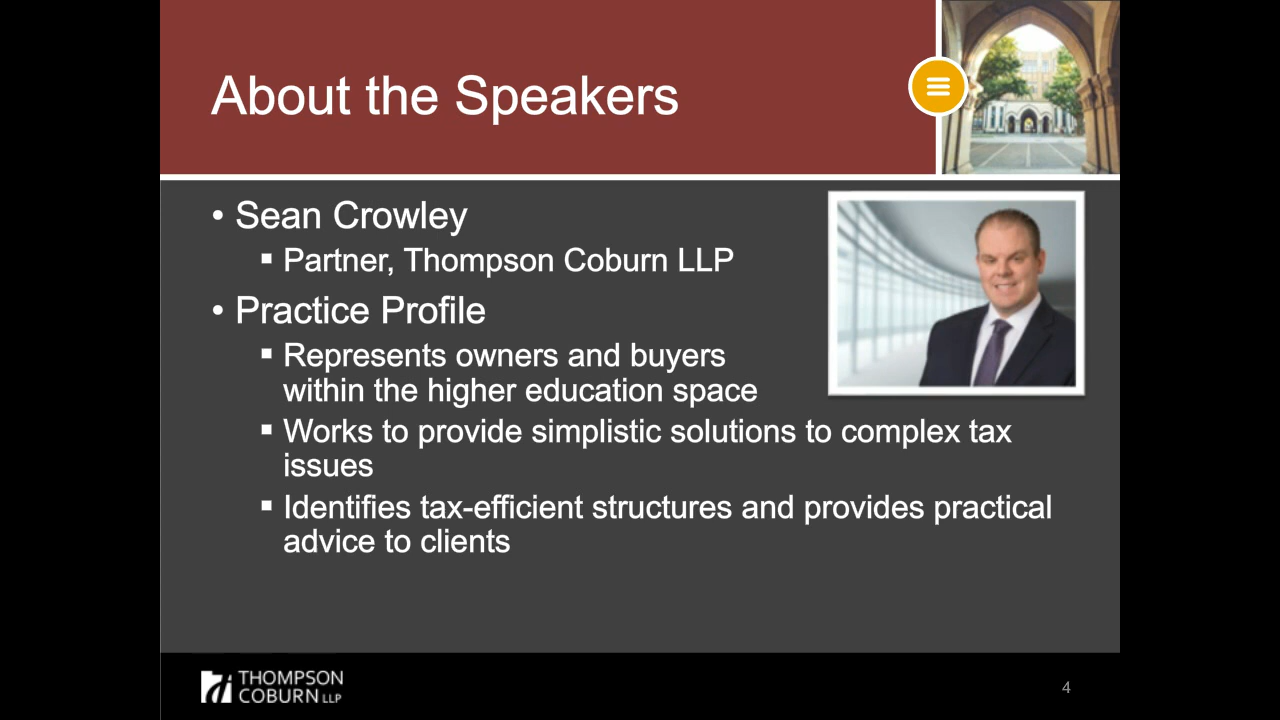 About the Speakers
• Sean Crowley
▪ Partner, Thompson Coburn LLP
• Practice Profile
▪ Represents owners and buyers
within the higher education space
▪ Works to provide simplistic solutions to complex tax
issues
▪ Identifies tax-efficient structures and provides practical
advice to clients
THOMPSON
COBURN LLP
4